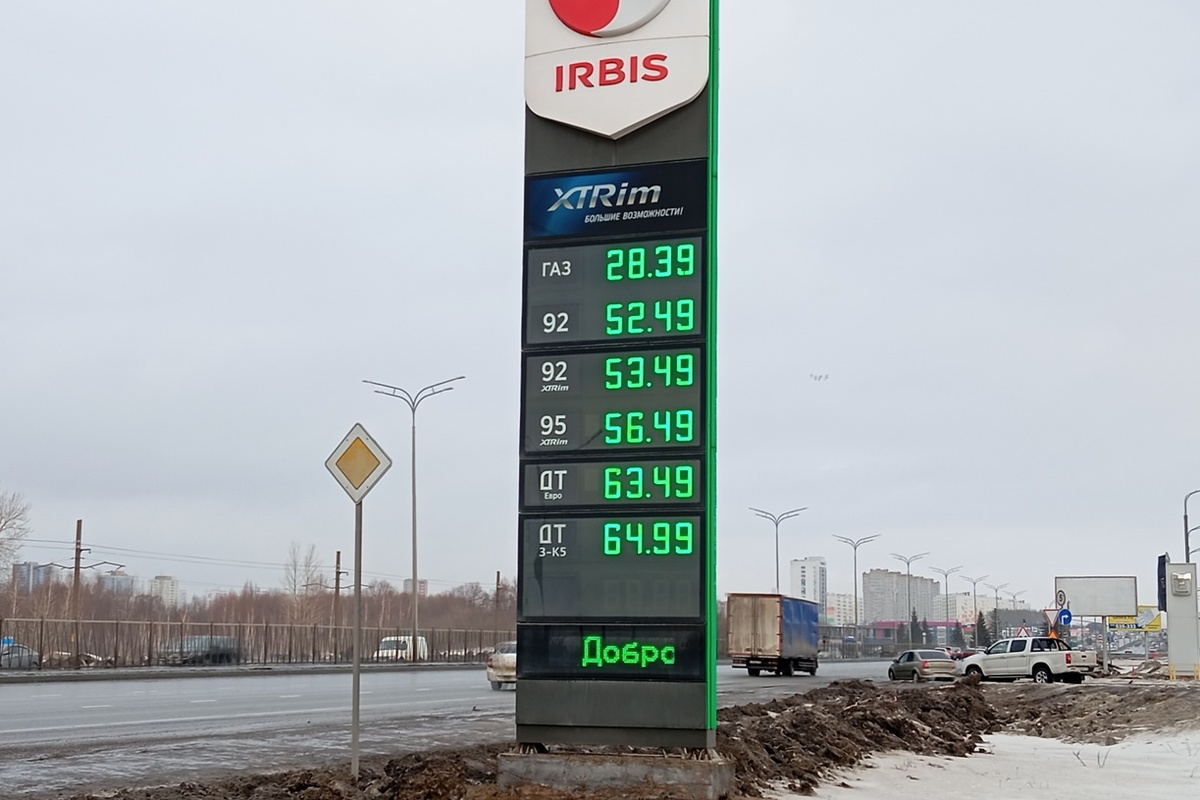 IRBIS
XTRim
БОЛЬШИЕ ВОЗМОЖНОСТИ!
ГАЗ 28.39
92 52.49
92 53.49
XTRim
95 56.49
XTRim
ДТ 63.49
Евро
ДТ 64.99
З-К5
Добро
5